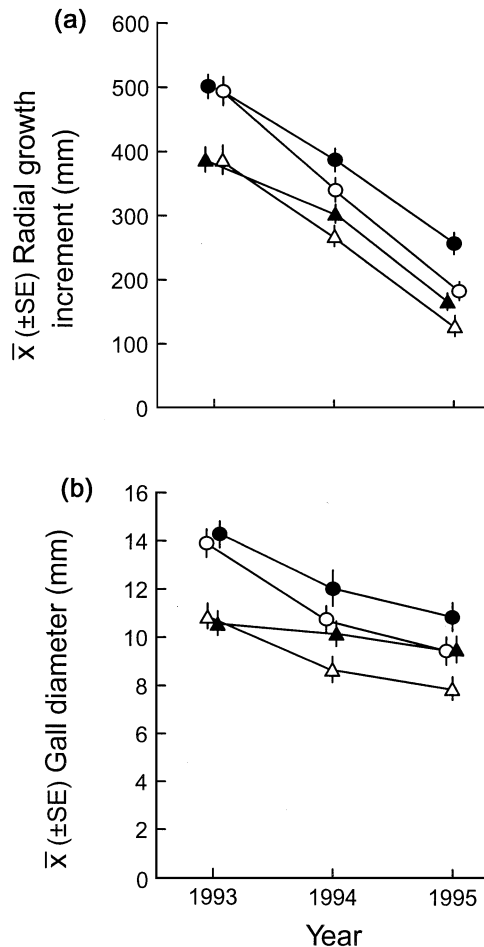 (a)
x̄ (±SE) Radial growth
increment (mm)
600
500
400
300
200
100
0
(b)
x̄ (±SE) Gall diameter (mm)
16
14
12
10
8
6
4
2
0
1993 1994 1995
Year